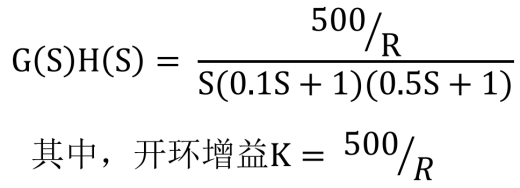 G(S)H(S) = 500/R / S(0.1S + 1)(0.5S + 1)
其中，开环增益K = 500/R